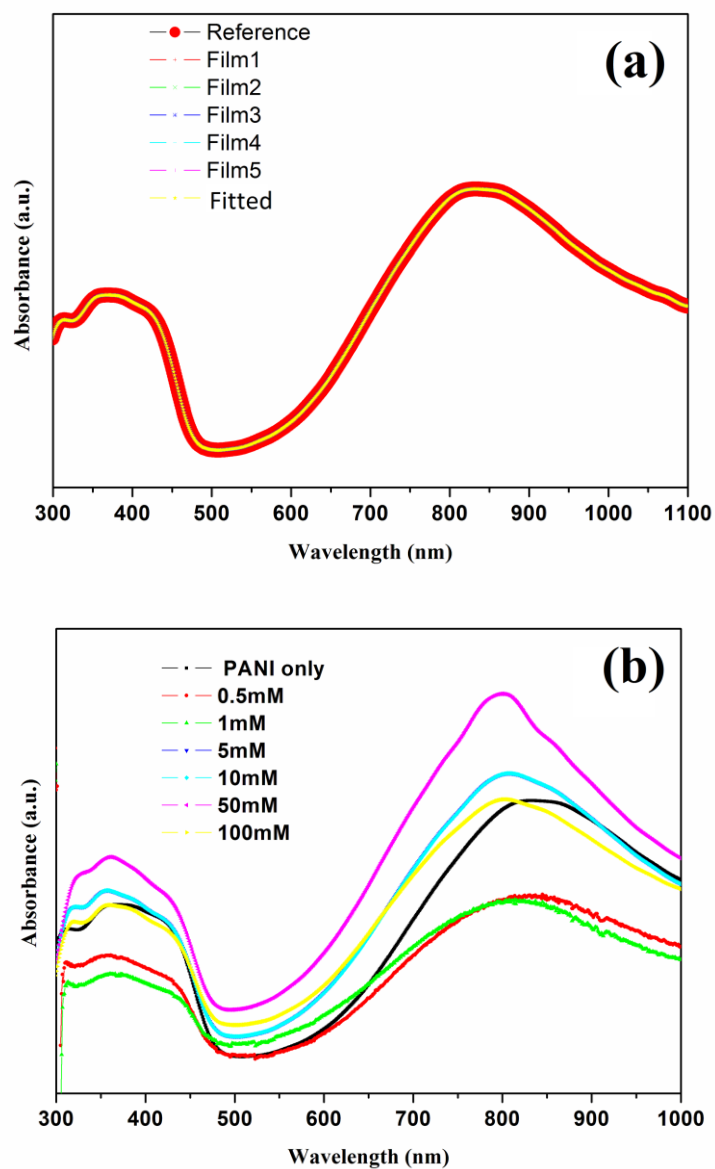 (a)
Reference
Film1
Film2
Film3
Film4
Film5
Fitted
Absorbance (a.u.)
300 400 500 600 700 800 900 1000 1100
Wavelength (nm)
(b)
PANI only
0.5mM
1mM
5mM
10mM
50mM
100mM
Absorbance (a.u.)
300 400 500 600 700 800 900 1000
Wavelength (nm)